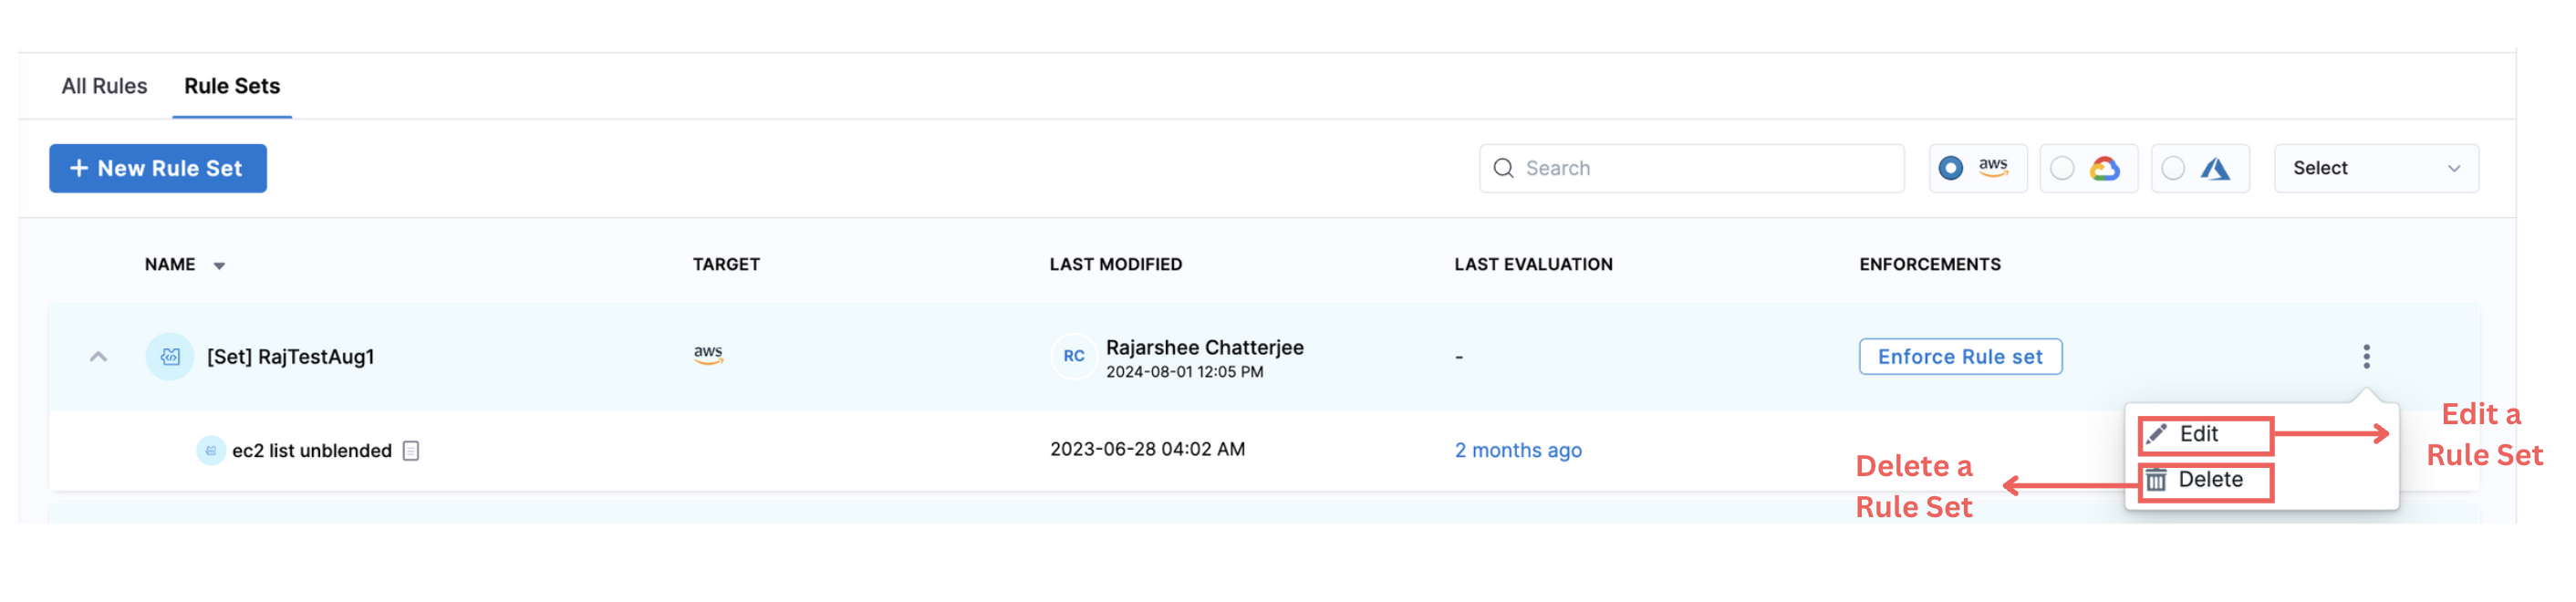 All Rules Rule Sets
+ New Rule Set Search aws Select
NAME TARGET LAST MODIFIED LAST EVALUATION ENFORCEMENTS
[Set] RajTestAug1 aws RC Rajarshee Chatterjee - Enforce Rule set
2024-08-01 12:05 PM
ec2 list unblended 2023-06-28 04:02 AM 2 months ago
Edit
Delete
Edit a
Rule Set
Delete a
Rule Set